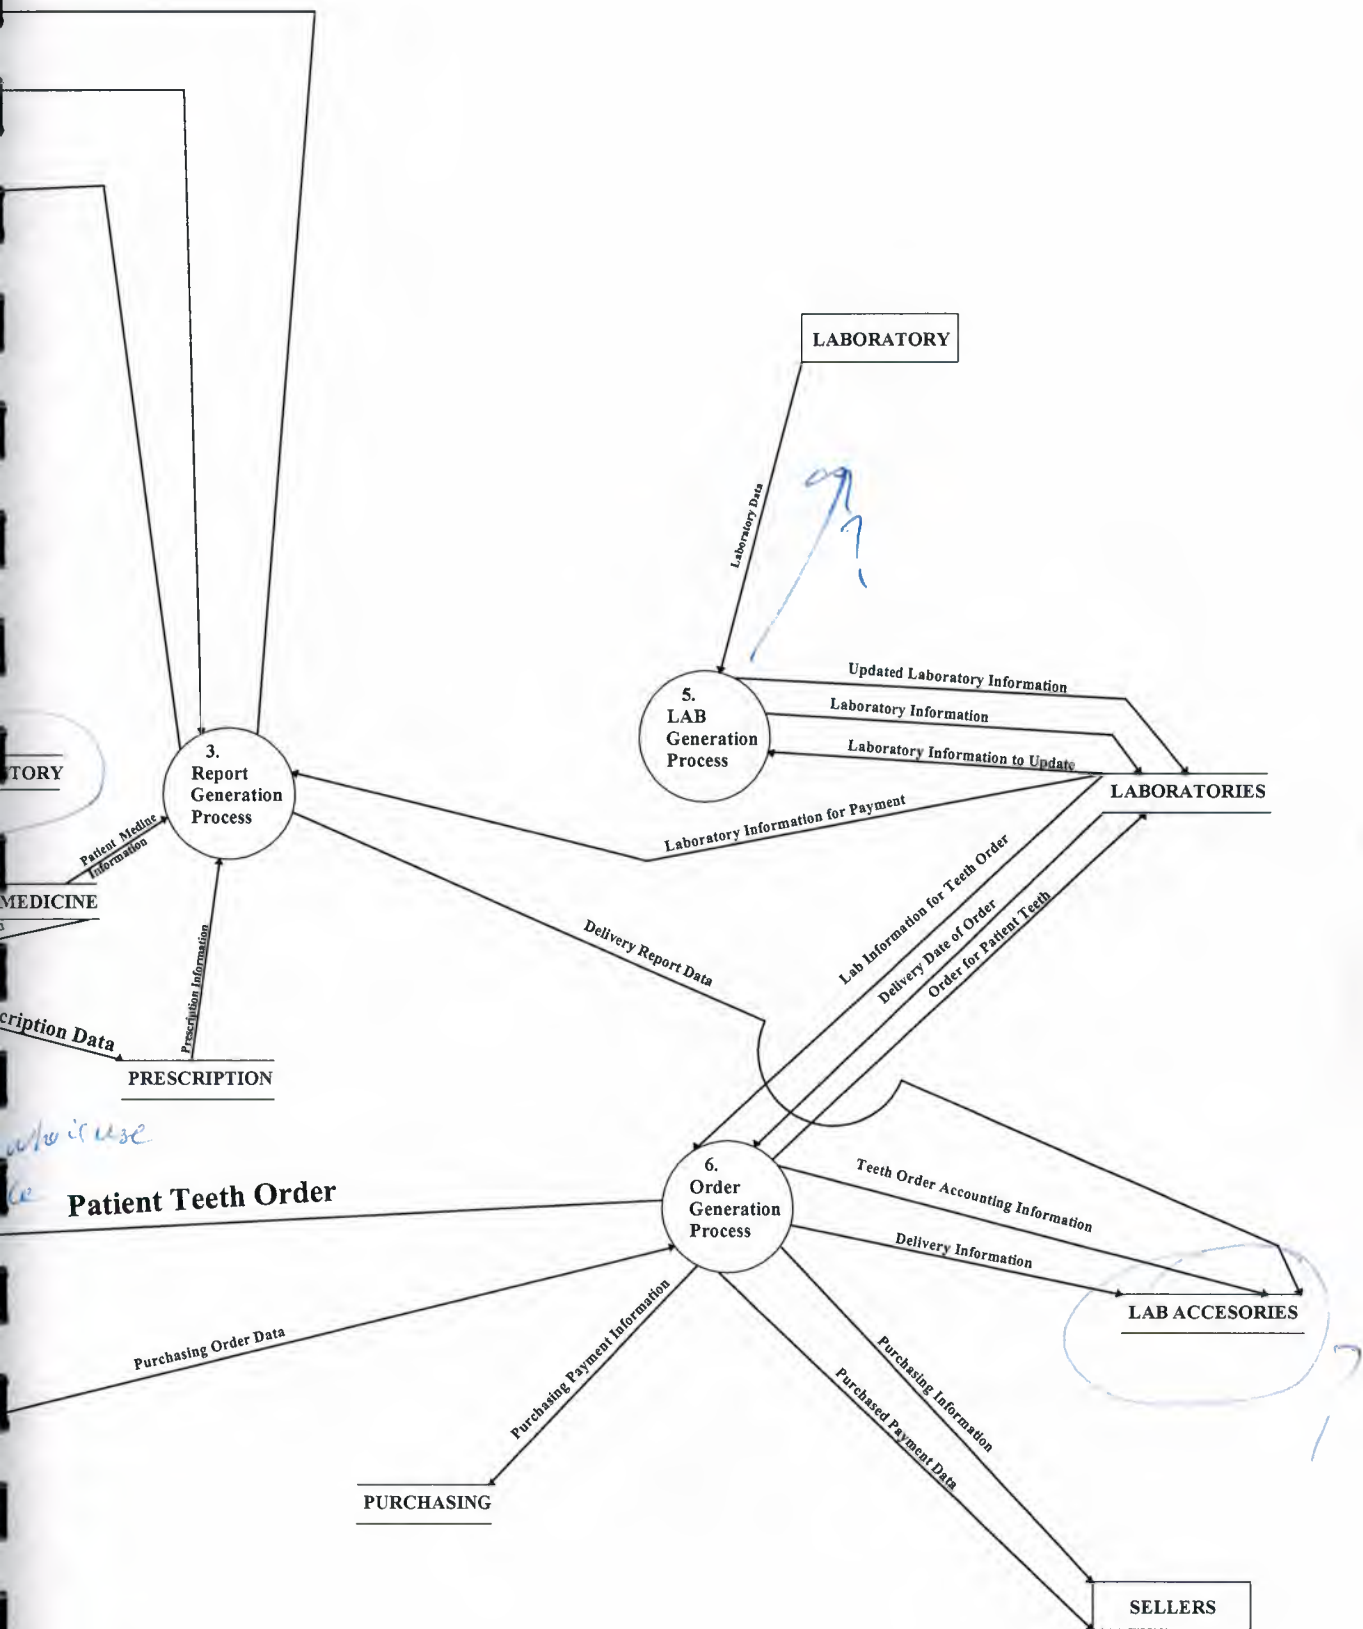 LABORATORY
Laboratory Data
Updated Laboratory Information
Laboratory Information
Laboratory Information to Update
5.
LAB
Generation
Process
LABORATORIES
3.
Report
Generation
Process
TORY
Patient Medine
Information
MEDICINE
Laboratory Information for Payment
Delivery Report Data
Lab Information for Teeth Order
Delivery Date of Order
Order for Patient Teeth
Prescription Information
cription Data
PRESCRIPTION
who is use
Patient Teeth Order
6.
Order
Generation
Process
Teeth Order Accounting Information
Delivery Information
LAB ACCESORIES
?
Purchasing Order Data
Purchasing Payment Information
Purchasing Information
Purchased Payment Data
PURCHASING
SELLERS